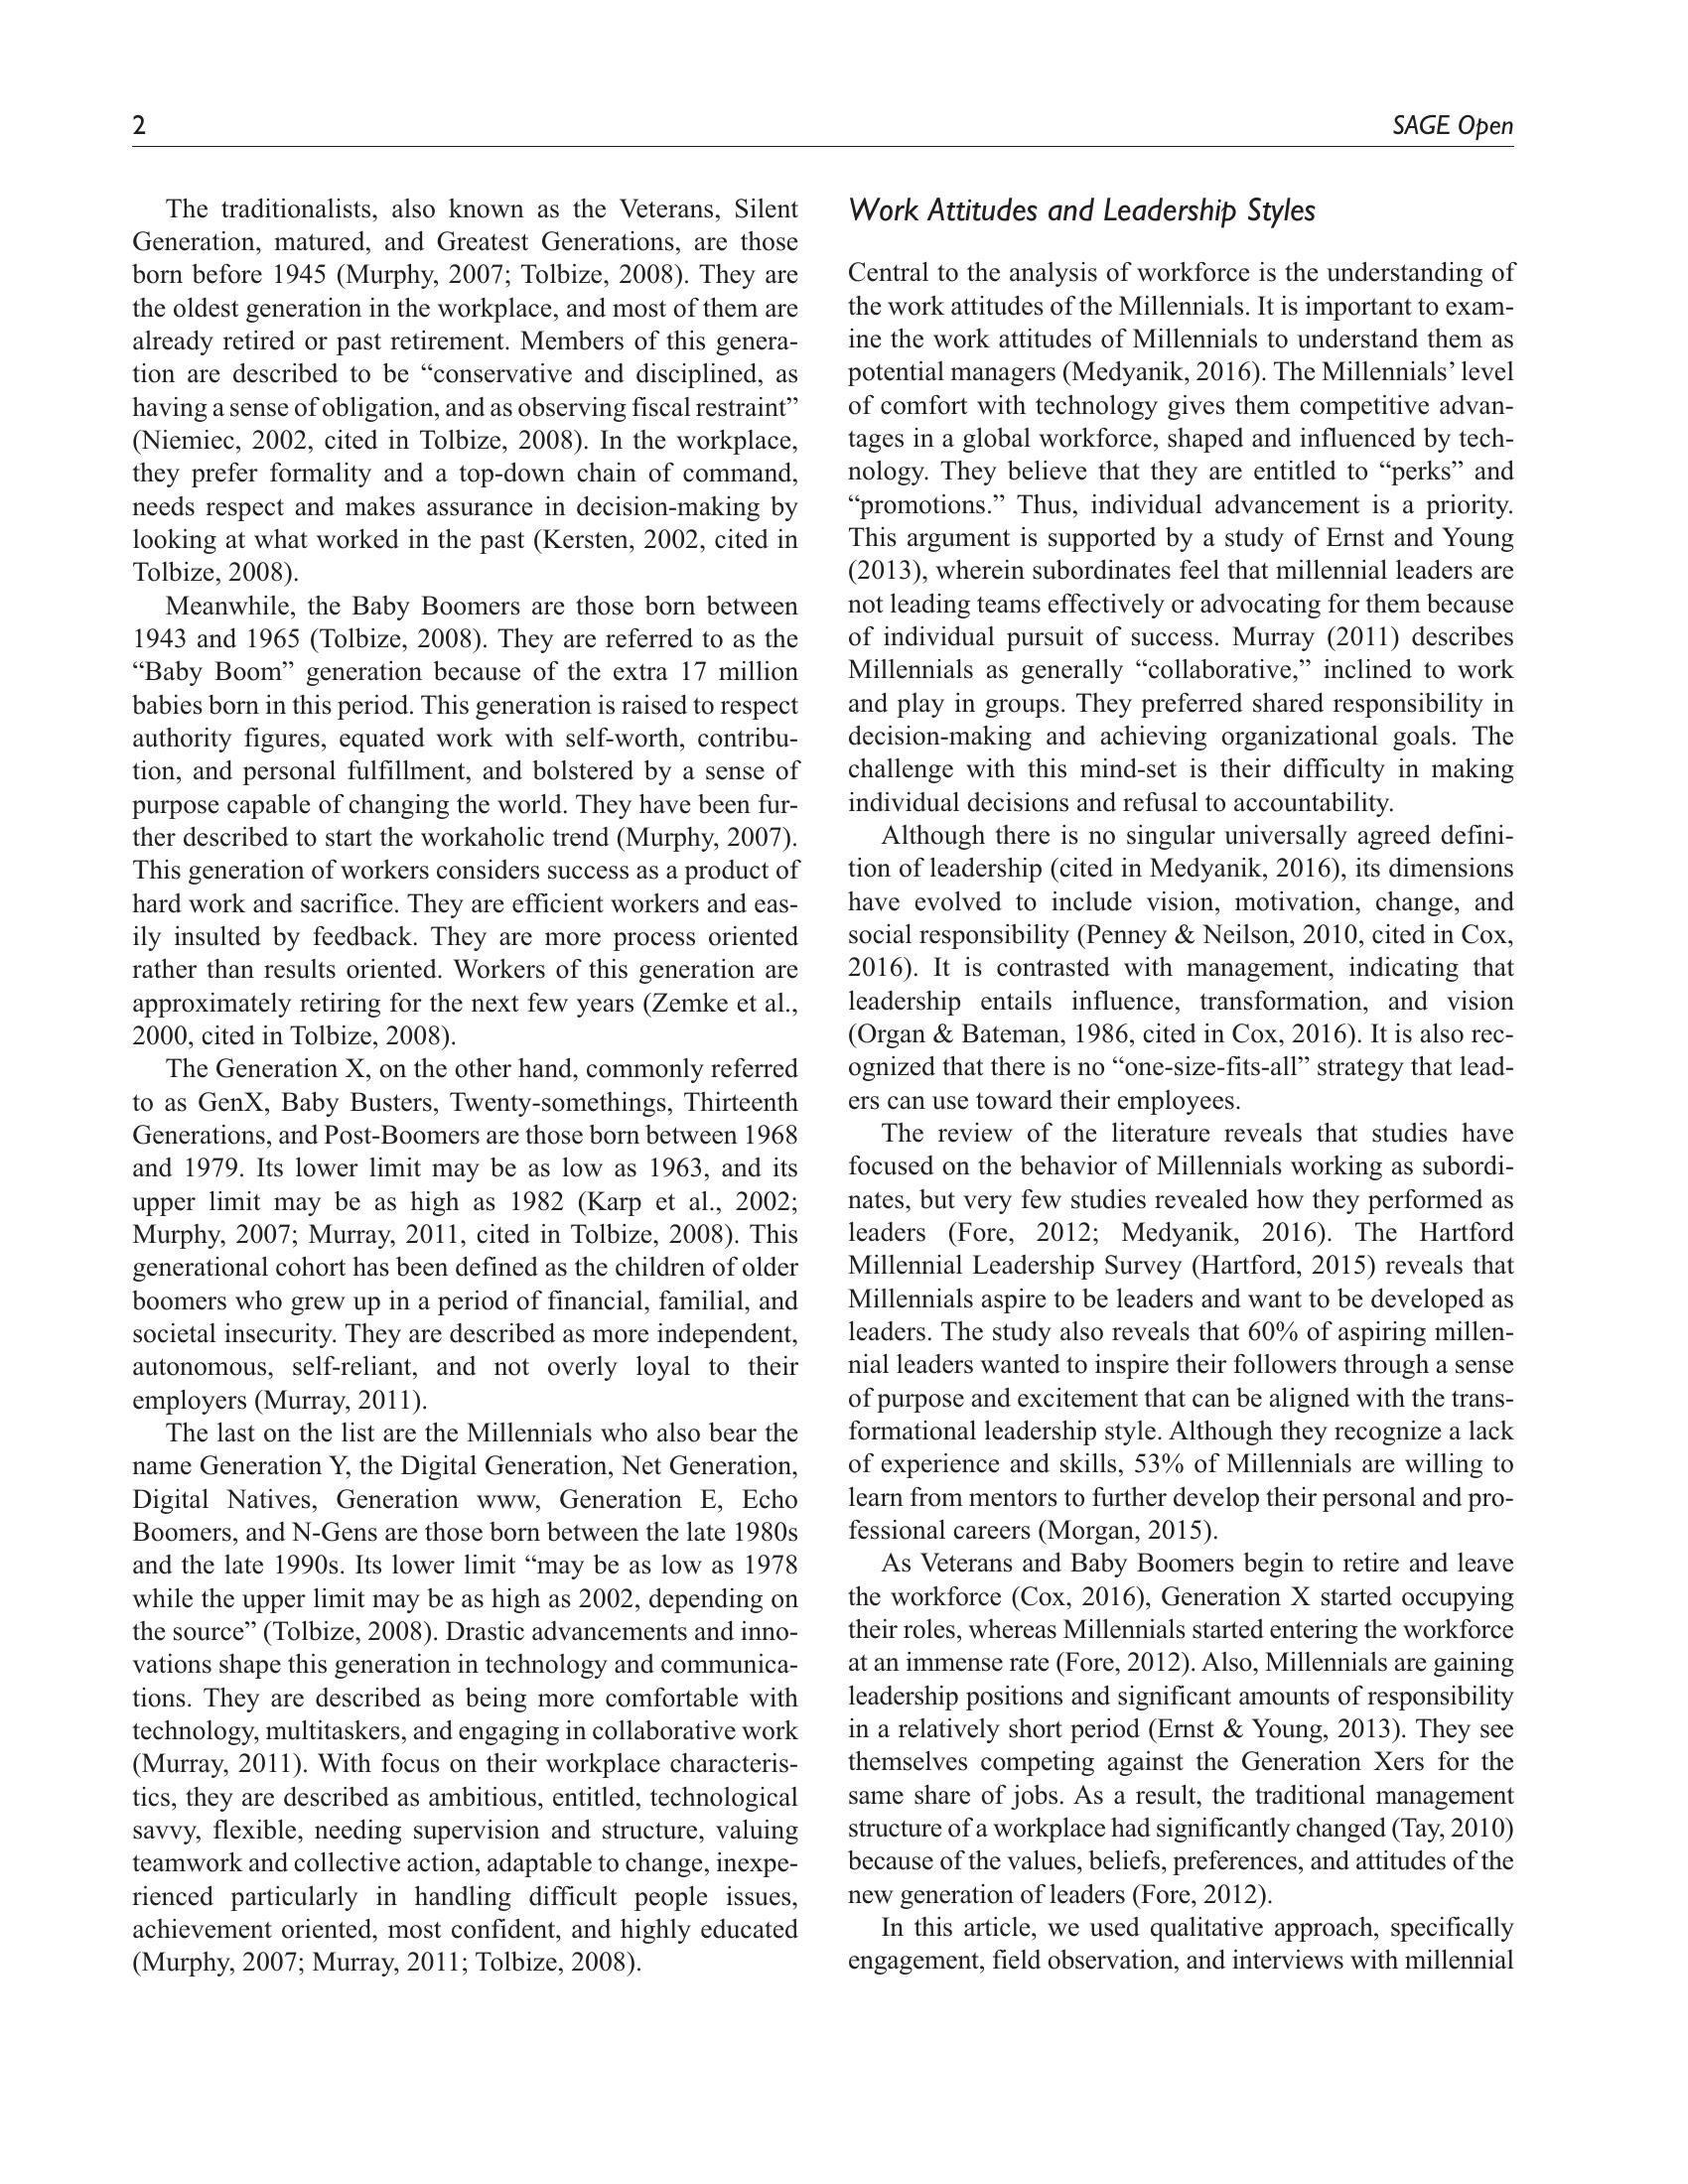 2
SAGE Open
The traditionalists, also known as the Veterans, Silent
Generation, matured, and Greatest Generations, are those
born before 1945 (Murphy, 2007; Tolbize, 2008). They are
the oldest generation in the workplace, and most of them are
already retired or past retirement. Members of this genera-
tion are described to be “conservative and disciplined, as
having a sense of obligation, and as observing fiscal restraint”
(Niemiec, 2002, cited in Tolbize, 2008). In the workplace,
they prefer formality and a top-down chain of command,
needs respect and makes assurance in decision-making by
looking at what worked in the past (Kersten, 2002, cited in
Tolbize, 2008).
Meanwhile, the Baby Boomers are those born between
1943 and 1965 (Tolbize, 2008). They are referred to as the
“Baby Boom” generation because of the extra 17 million
babies born in this period. This generation is raised to respect
authority figures, equated work with self-worth, contribu-
tion, and personal fulfillment, and bolstered by a sense of
purpose capable of changing the world. They have been fur-
ther described to start the workaholic trend (Murphy, 2007).
This generation of workers considers success as a product of
hard work and sacrifice. They are efficient workers and eas-
ily insulted by feedback. They are more process oriented
rather than results oriented. Workers of this generation are
approximately retiring for the next few years (Zemke et al.,
2000, cited in Tolbize, 2008).
The Generation X, on the other hand, commonly referred
to as GenX, Baby Busters, Twenty-somethings, Thirteenth
Generations, and Post-Boomers are those born between 1968
and 1979. Its lower limit may be as low as 1963, and its
upper limit may be as high as 1982 (Karp et al., 2002;
Murphy, 2007; Murray, 2011, cited in Tolbize, 2008). This
generational cohort has been defined as the children of older
boomers who grew up in a period of financial, familial, and
societal insecurity. They are described as more independent,
autonomous, self-reliant, and not overly loyal to their
employers (Murray, 2011).
The last on the list are the Millennials who also bear the
name Generation Y, the Digital Generation, Net Generation,
Digital Natives, Generation www, Generation E, Echo
Boomers, and N-Gens are those born between the late 1980s
and the late 1990s. Its lower limit “may be as low as 1978
while the upper limit may be as high as 2002, depending on
the source” (Tolbize, 2008). Drastic advancements and inno-
vations shape this generation in technology and communica-
tions. They are described as being more comfortable with
technology, multitaskers, and engaging in collaborative work
(Murray, 2011). With focus on their workplace characteris-
tics, they are described as ambitious, entitled, technological
savvy, flexible, needing supervision and structure, valuing
teamwork and collective action, adaptable to change, inexpe-
rienced particularly in handling difficult people issues,
achievement oriented, most confident, and highly educated
(Murphy, 2007; Murray, 2011; Tolbize, 2008).
Work Attitudes and Leadership Styles
Central to the analysis of workforce is the understanding of
the work attitudes of the Millennials. It is important to exam-
ine the work attitudes of Millennials to understand them as
potential managers (Medyanik, 2016). The Millennials’ level
of comfort with technology gives them competitive advan-
tages in a global workforce, shaped and influenced by tech-
nology. They believe that they are entitled to “perks” and
“promotions.” Thus, individual advancement is a priority.
This argument is supported by a study of Ernst and Young
(2013), wherein subordinates feel that millennial leaders are
not leading teams effectively or advocating for them because
of individual pursuit of success. Murray (2011) describes
Millennials as generally “collaborative,” inclined to work
and play in groups. They preferred shared responsibility in
decision-making and achieving organizational goals. The
challenge with this mind-set is their difficulty in making
individual decisions and refusal to accountability.
Although there is no singular universally agreed defini-
tion of leadership (cited in Medyanik, 2016), its dimensions
have evolved to include vision, motivation, change, and
social responsibility (Penney & Neilson, 2010, cited in Cox,
2016). It is contrasted with management, indicating that
leadership entails influence, transformation, and vision
(Organ & Bateman, 1986, cited in Cox, 2016). It is also rec-
ognized that there is no “one-size-fits-all” strategy that lead-
ers can use toward their employees.
The review of the literature reveals that studies have
focused on the behavior of Millennials working as subordi-
nates, but very few studies revealed how they performed as
leaders (Fore, 2012; Medyanik, 2016). The Hartford
Millennial Leadership Survey (Hartford, 2015) reveals that
Millennials aspire to be leaders and want to be developed as
leaders. The study also reveals that 60% of aspiring millen-
nial leaders wanted to inspire their followers through a sense
of purpose and excitement that can be aligned with the trans-
formational leadership style. Although they recognize a lack
of experience and skills, 53% of Millennials are willing to
learn from mentors to further develop their personal and pro-
fessional careers (Morgan, 2015).
As Veterans and Baby Boomers begin to retire and leave
the workforce (Cox, 2016), Generation X started occupying
their roles, whereas Millennials started entering the workforce
at an immense rate (Fore, 2012). Also, Millennials are gaining
leadership positions and significant amounts of responsibility
in a relatively short period (Ernst & Young, 2013). They see
themselves competing against the Generation Xers for the
same share of jobs. As a result, the traditional management
structure of a workplace had significantly changed (Tay, 2010)
because of the values, beliefs, preferences, and attitudes of the
new generation of leaders (Fore, 2012).
In this article, we used qualitative approach, specifically
engagement, field observation, and interviews with millennial